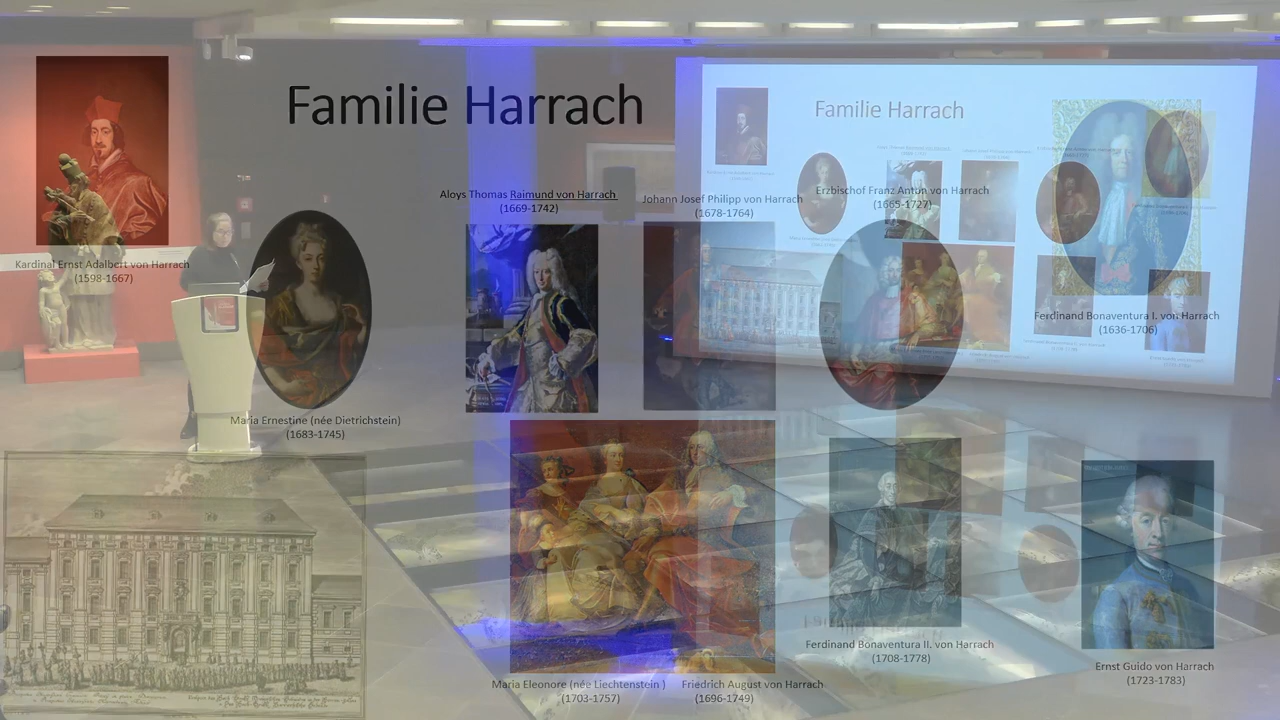 Familie Harrach
Familie Harrach
Aloys Thomas Raimund von Harrach
(1669-1742)
Johann Josef Philipp von Harrach
(1678-1764)
Erzbischof Franz Anton von Harrach
(1665-1727)
Kardinal Ernst Adalbert von Harrach
(1598-1667)
Ferdinand Bonaventura I. von Harrach
(1636-1706)
Maria Ernestine (née Dietrichstein)
(1683-1745)
Ferdinand Bonaventura II. von Harrach
(1708-1778)
Ernst Guido von Harrach
(1723-1783)
Maria Eleonore (née Liechtenstein )
(1703-1757)
Friedrich August von Harrach
(1696-1749)